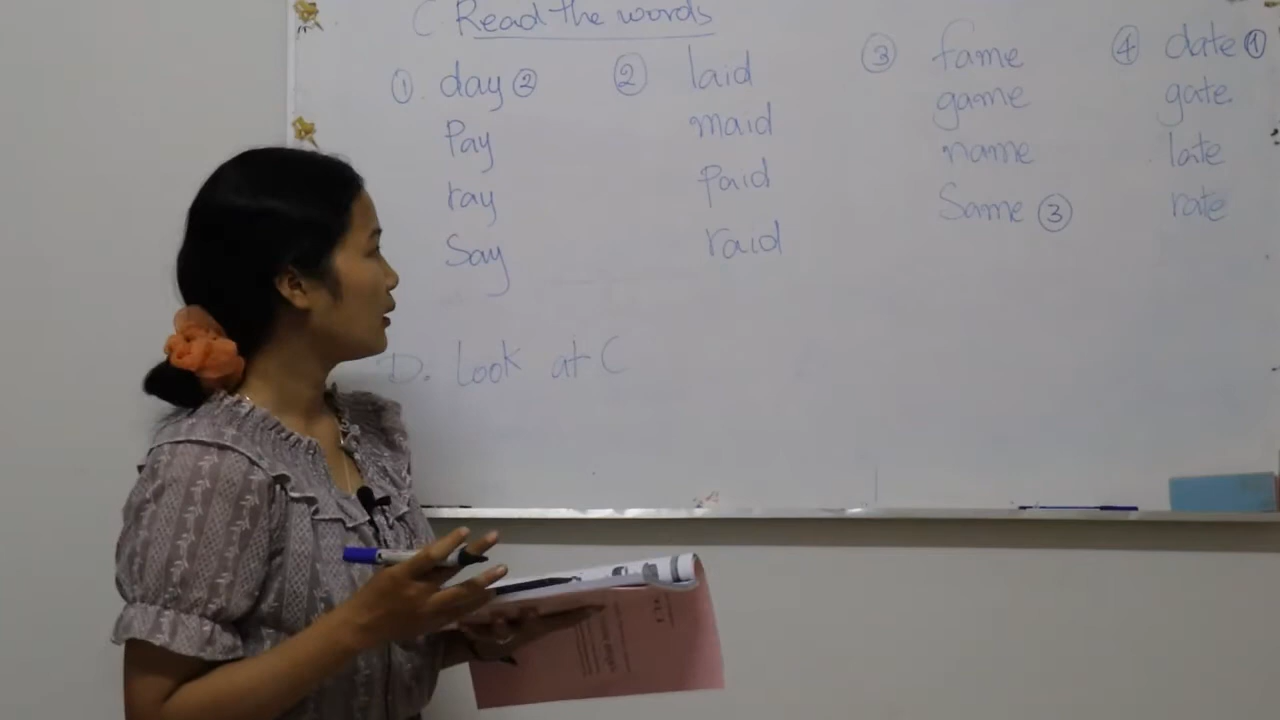 C Read the words
① day ② ② laid ③ fame ④ date ①
Pay maid game gate
ray paid name late
Say raid Same ③ rate
D. Look at C